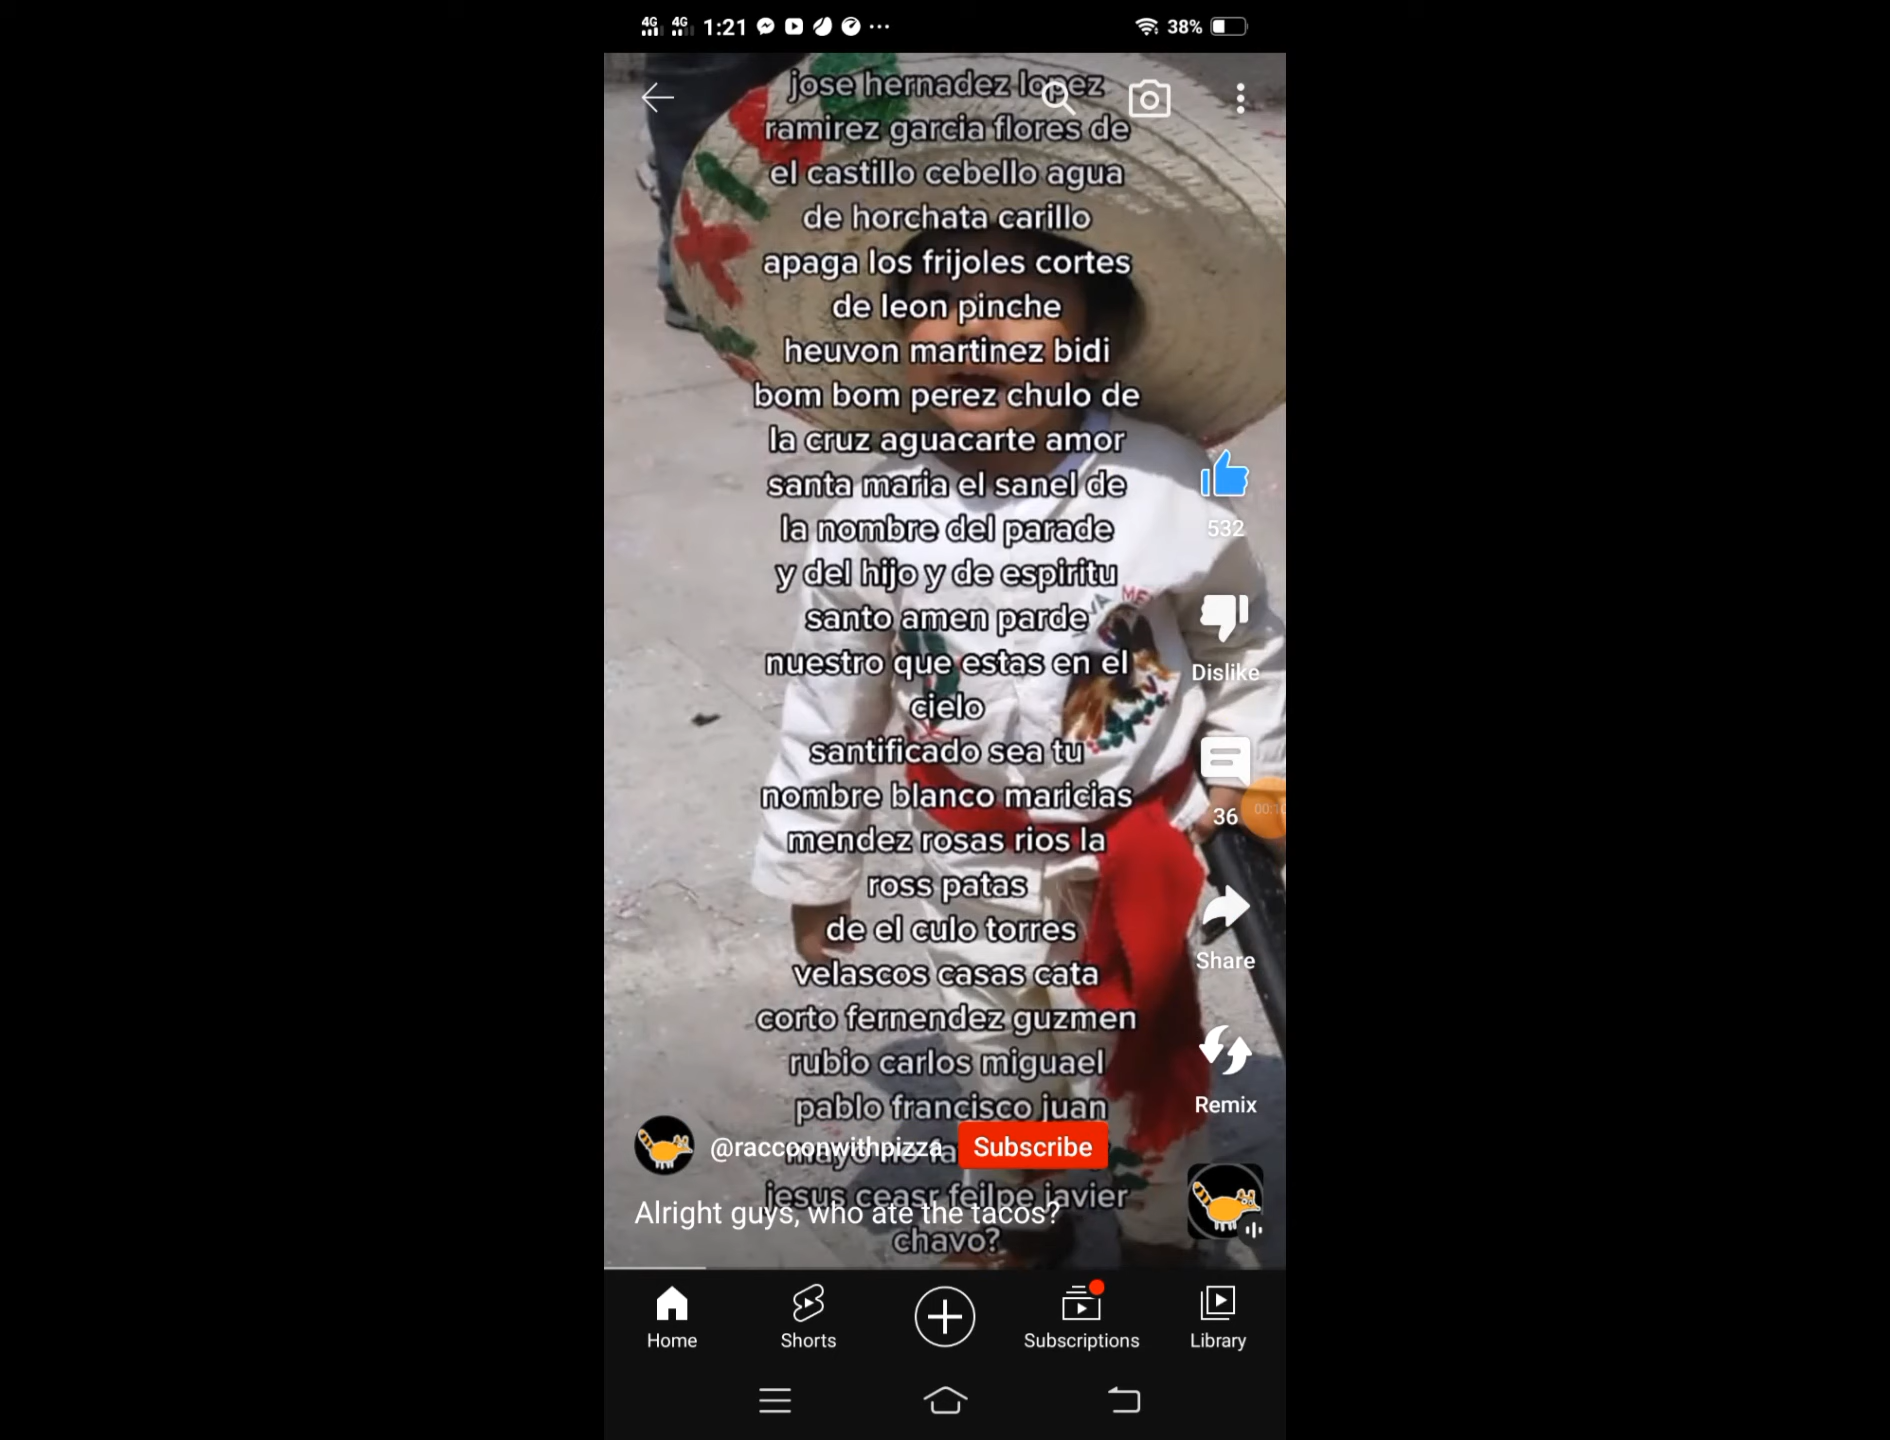 4G 4G 1:21 38%
jose hernadez lopez
ramirez garcia flores de
el castillo cebello agua
de horchata carillo
apaga los frijoles cortes
de leon pinche
heuvon martinez bidi
bom bom perez chulo de
la cruz aguacarte amor
santa maria el sanel de
la nombre del parade
y del hijo y de espiritu
santo amen parde
nuestro que estas en el
cielo
santificado sea tu
nombre blanco maricias
mendez rosas rios la
ross patas
de el culo torres
velascos casas cata
corto fernendez guzmen
rubio carlos miguael
pablo francisco juan
jesus ceasr feilpe javier
chavo?
VA ME
532
Dislike
36
Share
Remix
@raccoonwithpizza Subscribe
Alright guys, who ate the tacos?
Home Shorts Subscriptions Library